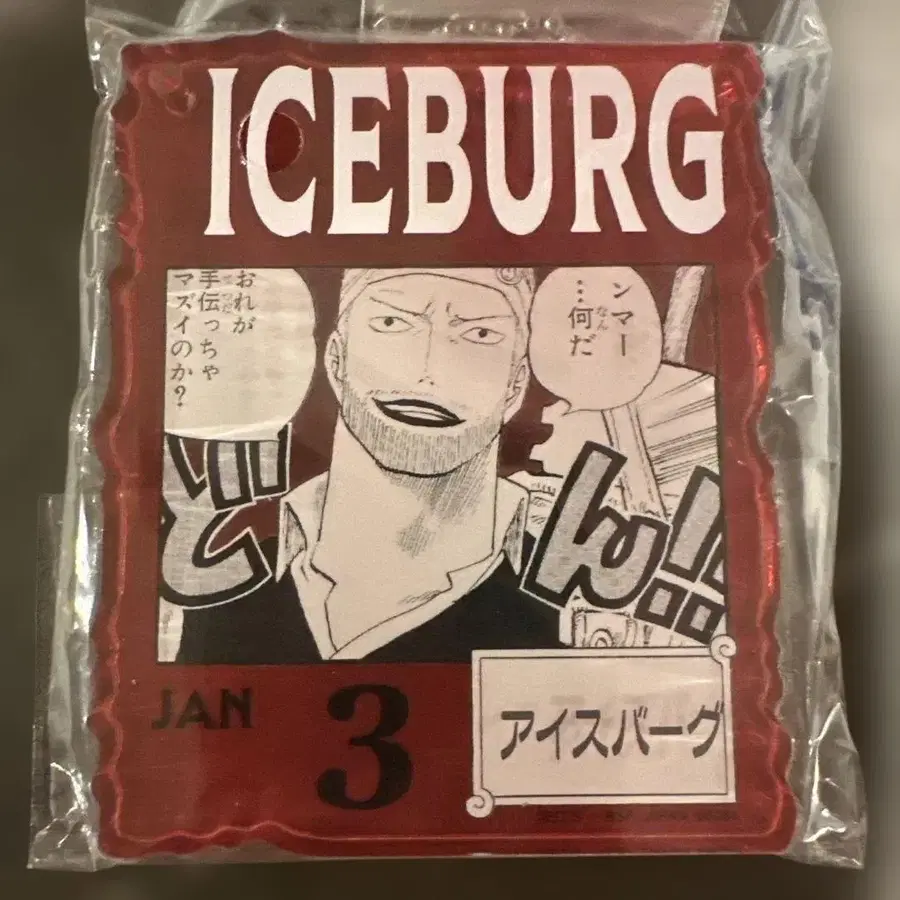 ICEBURG
ンマー
…何だ
おれが
手伝っちゃ
マズイのか?
どん!!
JAN
3
アイスバーグ